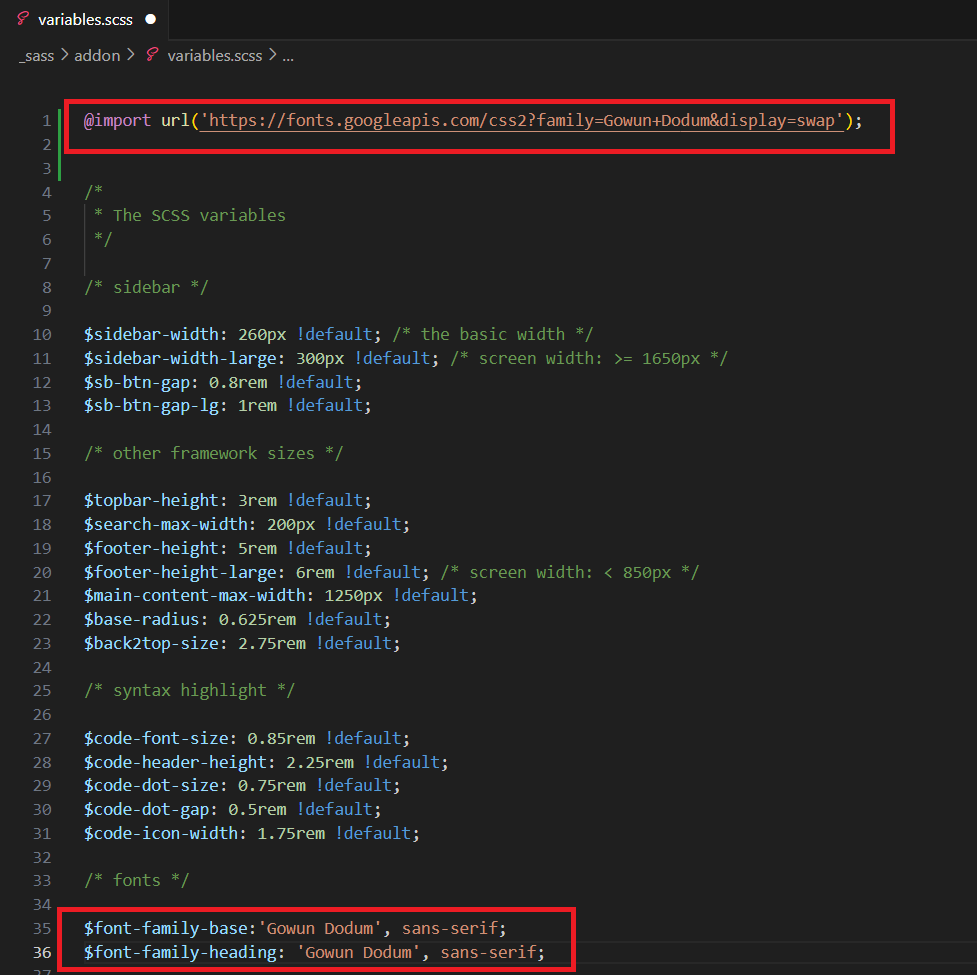 variables.scss
_sass > addon > variables.scss > ...
1 @import url('https://fonts.googleapis.com/css2?family=Gowun+Dodum&display=swap');
2
3
4 /*
5  * The SCSS variables
6  */
7
8 /* sidebar */
9
10 $sidebar-width: 260px !default; /* the basic width */
11 $sidebar-width-large: 300px !default; /* screen width: >= 1650px */
12 $sb-btn-gap: 0.8rem !default;
13 $sb-btn-gap-lg: 1rem !default;
14
15 /* other framework sizes */
16
17 $topbar-height: 3rem !default;
18 $search-max-width: 200px !default;
19 $footer-height: 5rem !default;
20 $footer-height-large: 6rem !default; /* screen width: < 850px */
21 $main-content-max-width: 1250px !default;
22 $base-radius: 0.625rem !default;
23 $back2top-size: 2.75rem !default;
24
25 /* syntax highlight */
26
27 $code-font-size: 0.85rem !default;
28 $code-header-height: 2.25rem !default;
29 $code-dot-size: 0.75rem !default;
30 $code-dot-gap: 0.5rem !default;
31 $code-icon-width: 1.75rem !default;
32
33 /* fonts */
34
35 $font-family-base:'Gowun Dodum', sans-serif;
36 $font-family-heading: 'Gowun Dodum', sans-serif;
37